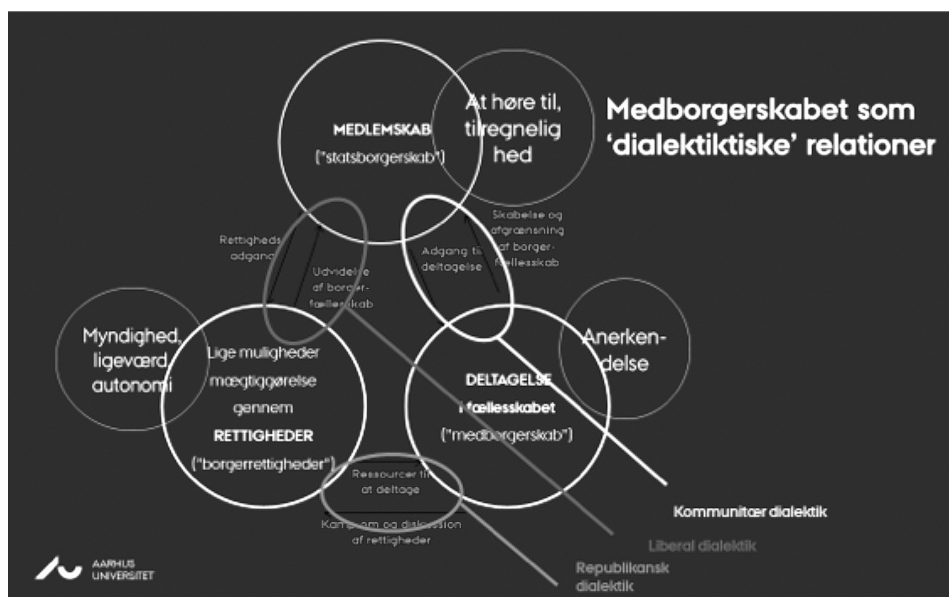 Medborgerskabet som
‘dialektiktiske’ relationer
MEDLEMSKAB
("statsborgerskab")
At høre til,
tilregnelig
hed
Rettigheds
adgang
Udvidelse
af borger-
fællesskab
Adgang til
deltagelse
Skabelse og
afgrænsning
af borger-
fællesskab
Myndighed,
ligeværd,
autonomi
Lige muligheder
mægtiggørelse
gennem
RETTIGHEDER
("borgerrettigheder")
DELTAGELSE
i fællesskabet
("medborgerskab")
Anerken-
delse
Ressourcer til
at deltage
Kamp om og diskussion
af rettigheder
Kommunitær dialektik
Liberal dialektik
Republikansk
dialektik
AARHUS
UNIVERSITET